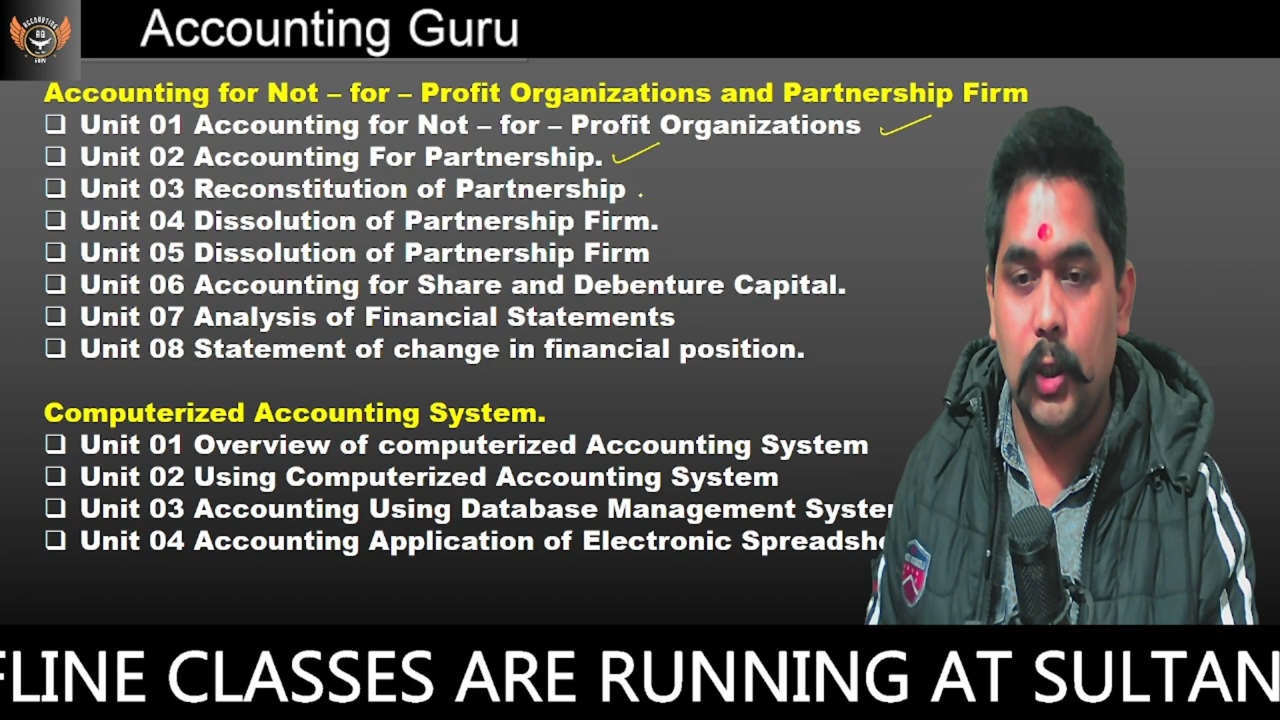 Accounting Guru
Accounting for Not – for – Profit Organizations and Partnership Firm
Unit 01 Accounting for Not – for – Profit Organizations
Unit 02 Accounting For Partnership.
Unit 03 Reconstitution of Partnership
Unit 04 Dissolution of Partnership Firm.
Unit 05 Dissolution of Partnership Firm
Unit 06 Accounting for Share and Debenture Capital.
Unit 07 Analysis of Financial Statements
Unit 08 Statement of change in financial position.
Computerized Accounting System.
Unit 01 Overview of computerized Accounting System
Unit 02 Using Computerized Accounting System
Unit 03 Accounting Using Database Management Syste
Unit 04 Accounting Application of Electronic Spreadsh
FLINE CLASSES ARE RUNNING AT SULTAN